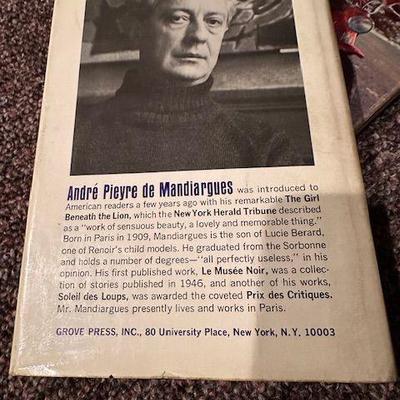 André Pieyre de Mandiargues was introduced to
American readers a few years ago with his remarkable The Girl
Beneath the Lion, which the New York Herald Tribune described
as a "work of sensuous beauty, a lovely and memorable thing."
Born in Paris in 1909, Mandiargues is the son of Lucie Berard,
one of Renoir's child models. He graduated from the Sorbonne
and holds a number of degrees—"all perfectly useless," in his
opinion. His first published work, Le Musée Noir, was a collec-
tion of stories published in 1946, and another of his works,
Soleil des Loups, was awarded the coveted Prix des Critiques.
Mr. Mandiargues presently lives and works in Paris.
GROVE PRESS, INC., 80 University Place, New York, N.Y. 10003